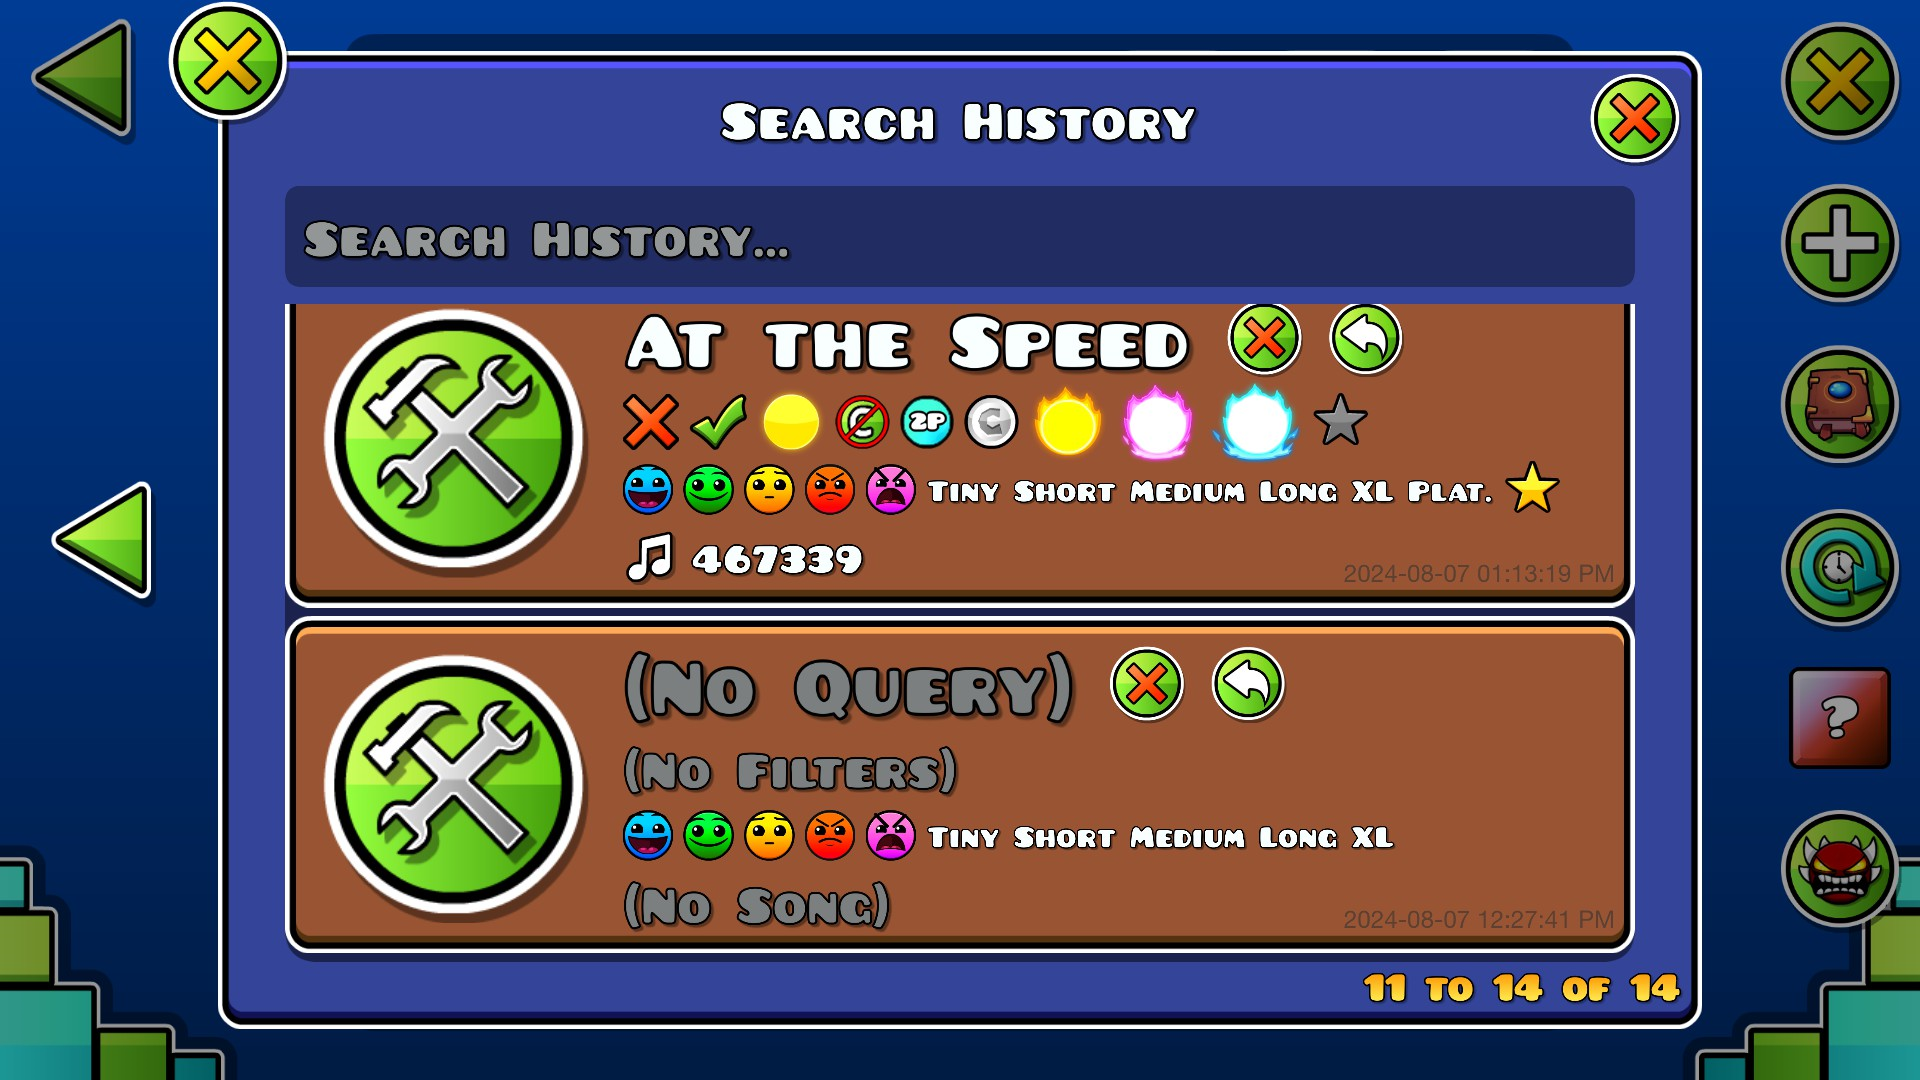 Search History
Search History...
At the Speed
C 2P C
Tiny Short Medium Long XL Plat.
467339
2024-08-07 01:13:19 PM
(No Query)
(No Filters)
Tiny Short Medium Long XL
(No Song)
2024-08-07 12:27:41 PM
11 to 14 of 14
?